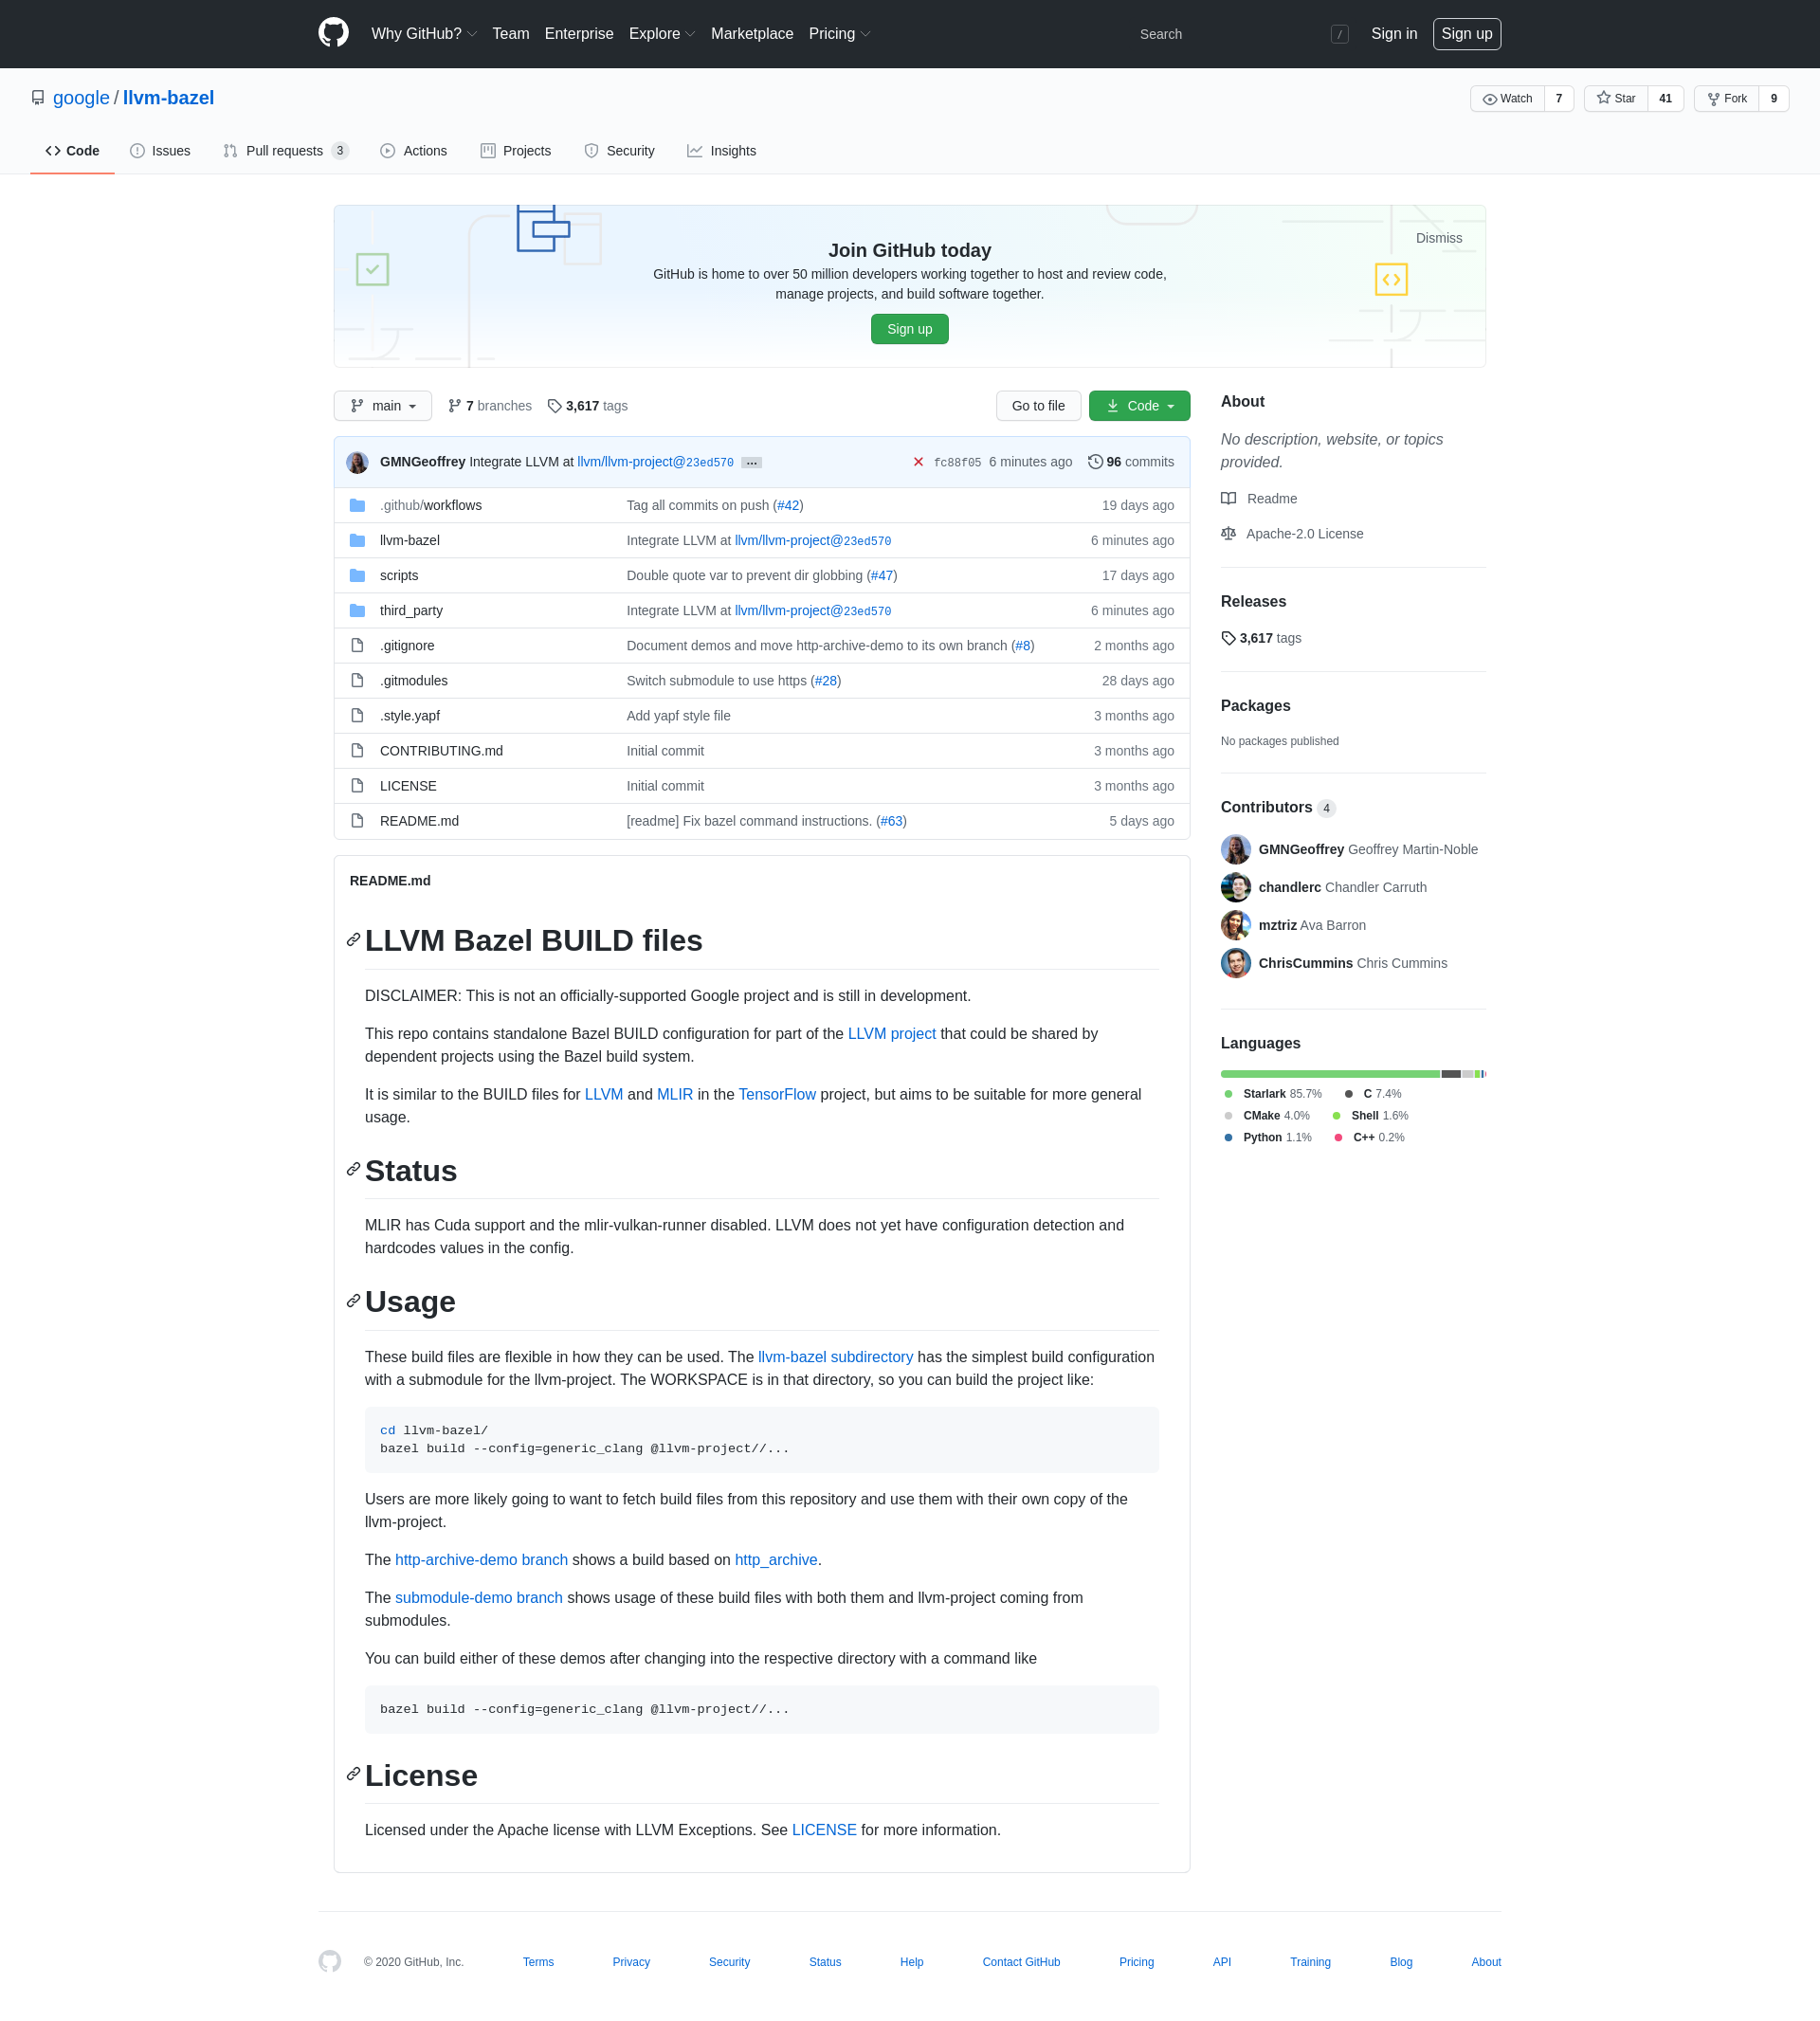 Why GitHub? Team Enterprise Explore Marketplace Pricing Search / Sign in Sign up
google / llvm-bazel Watch 7 Star 41 Fork 9
Code Issues Pull requests 3 Actions Projects Security Insights
Join GitHub today
Dismiss
GitHub is home to over 50 million developers working together to host and review code,
manage projects, and build software together.
Sign up
main 7 branches 3,617 tags Go to file Code
GMNGeoffrey Integrate LLVM at llvm/llvm-project@23ed570 … fc88f05 6 minutes ago 96 commits
.github/workflows Tag all commits on push (#42) 19 days ago
llvm-bazel Integrate LLVM at llvm/llvm-project@23ed570 6 minutes ago
scripts Double quote var to prevent dir globbing (#47) 17 days ago
third_party Integrate LLVM at llvm/llvm-project@23ed570 6 minutes ago
.gitignore Document demos and move http-archive-demo to its own branch (#8) 2 months ago
.gitmodules Switch submodule to use https (#28) 28 days ago
.style.yapf Add yapf style file 3 months ago
CONTRIBUTING.md Initial commit 3 months ago
LICENSE Initial commit 3 months ago
README.md [readme] Fix bazel command instructions. (#63) 5 days ago
README.md
LLVM Bazel BUILD files
DISCLAIMER: This is not an officially-supported Google project and is still in development.
This repo contains standalone Bazel BUILD configuration for part of the LLVM project that could be shared by
dependent projects using the Bazel build system.
It is similar to the BUILD files for LLVM and MLIR in the TensorFlow project, but aims to be suitable for more general
usage.
Status
MLIR has Cuda support and the mlir-vulkan-runner disabled. LLVM does not yet have configuration detection and
hardcodes values in the config.
Usage
These build files are flexible in how they can be used. The llvm-bazel subdirectory has the simplest build configuration
with a submodule for the llvm-project. The WORKSPACE is in that directory, so you can build the project like:
cd llvm-bazel/
bazel build --config=generic_clang @llvm-project//...
Users are more likely going to want to fetch build files from this repository and use them with their own copy of the
llvm-project.
The http-archive-demo branch shows a build based on http_archive.
The submodule-demo branch shows usage of these build files with both them and llvm-project coming from
submodules.
You can build either of these demos after changing into the respective directory with a command like
bazel build --config=generic_clang @llvm-project//...
License
Licensed under the Apache license with LLVM Exceptions. See LICENSE for more information.
About
No description, website, or topics
provided.
Readme
Apache-2.0 License
Releases
3,617 tags
Packages
No packages published
Contributors 4
GMNGeoffrey Geoffrey Martin-Noble
chandlerc Chandler Carruth
mztriz Ava Barron
ChrisCummins Chris Cummins
Languages
Starlark 85.7% C 7.4%
CMake 4.0% Shell 1.6%
Python 1.1% C++ 0.2%
© 2020 GitHub, Inc. Terms Privacy Security Status Help Contact GitHub Pricing API Training Blog About